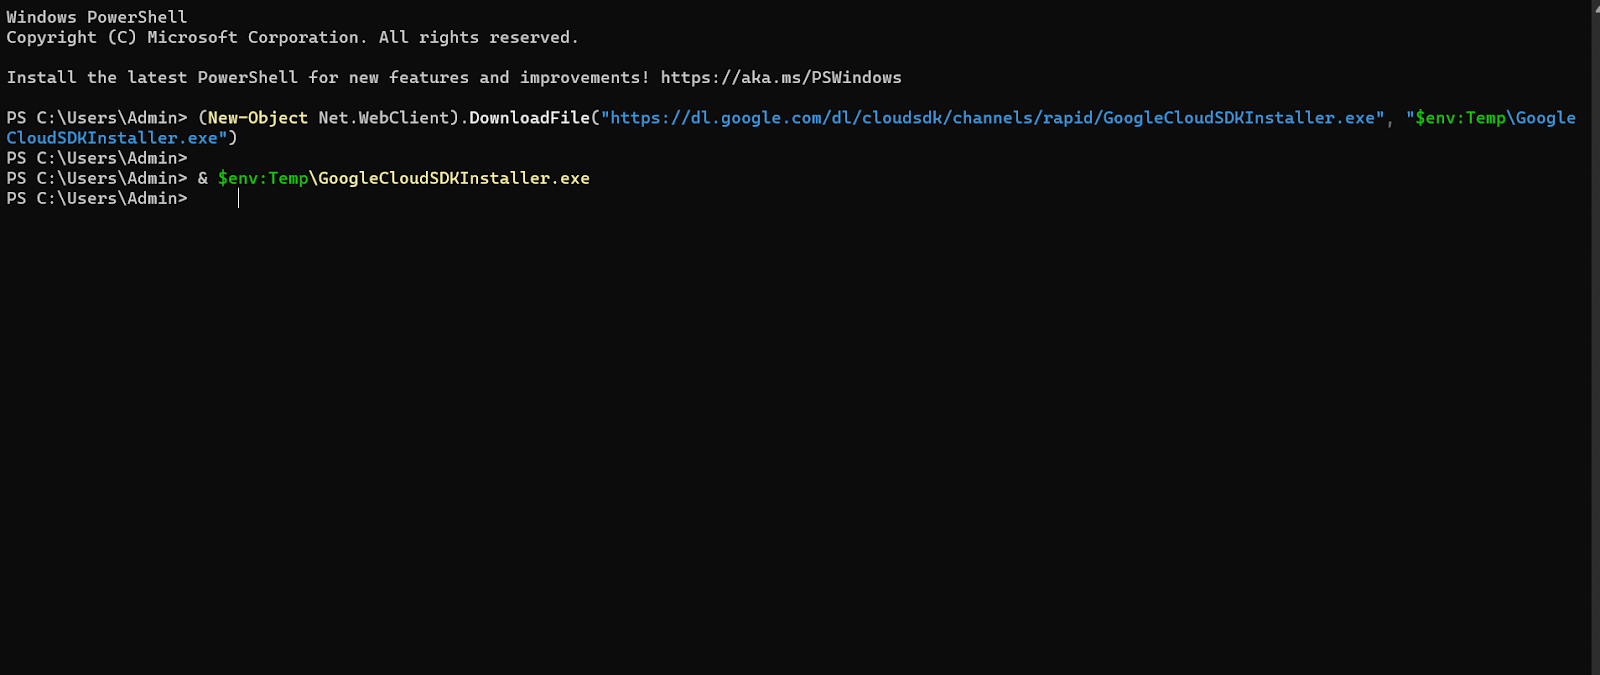 Windows PowerShell
Copyright (C) Microsoft Corporation. All rights reserved.
Install the latest PowerShell for new features and improvements! https://aka.ms/PSWindows
PS C:\Users\Admin> (New-Object Net.WebClient).DownloadFile("https://dl.google.com/dl/cloudsdk/channels/rapid/GoogleCloudSDKInstaller.exe", "$env:Temp\Google
CloudSDKInstaller.exe")
PS C:\Users\Admin>
PS C:\Users\Admin> & $env:Temp\GoogleCloudSDKInstaller.exe
PS C:\Users\Admin>